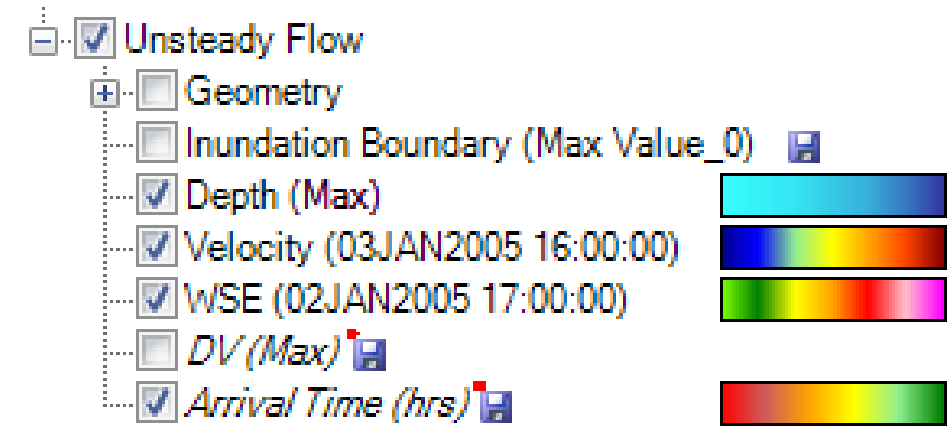 Unsteady Flow
Geometry
Inundation Boundary (Max Value_0)
Depth (Max)
Velocity (03JAN2005 16:00:00)
WSE (02JAN2005 17:00:00)
DV (Max)
Arrival Time (hrs)